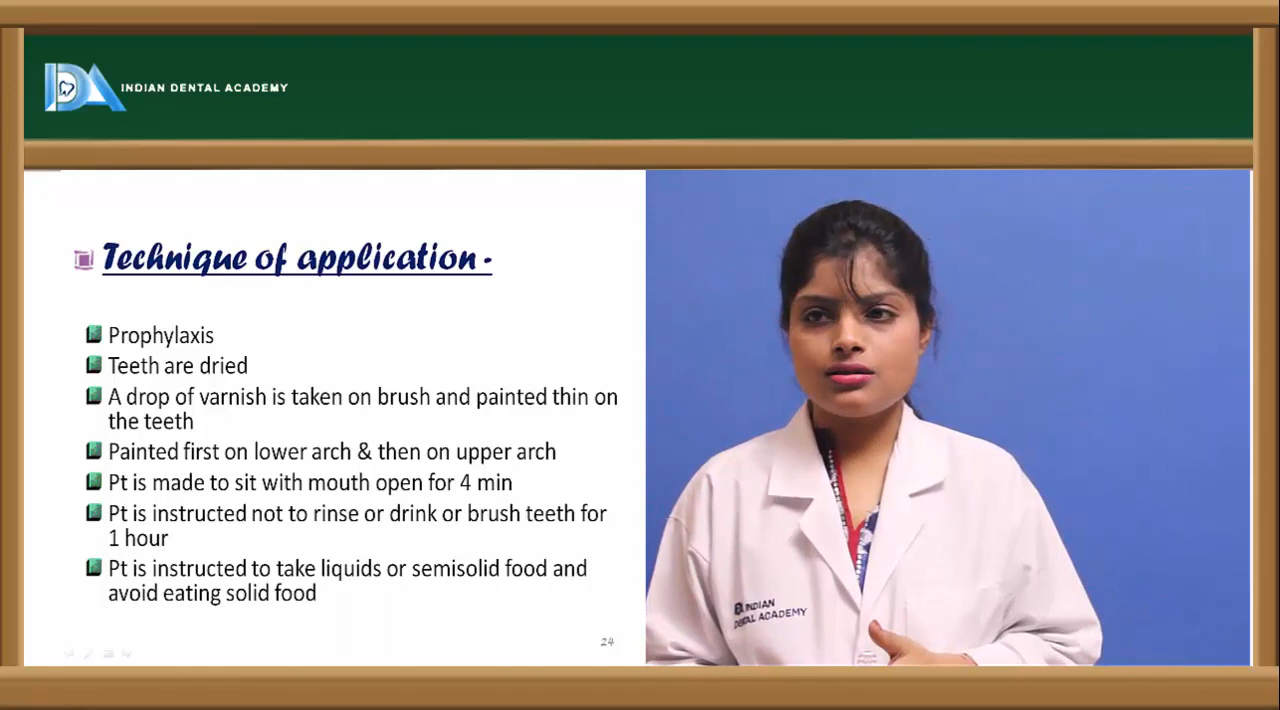 INDIAN DENTAL ACADEMY
Technique of application -
Prophylaxis
Teeth are dried
A drop of varnish is taken on brush and painted thin on
the teeth
Painted first on lower arch & then on upper arch
Pt is made to sit with mouth open for 4 min
Pt is instructed not to rinse or drink or brush teeth for
1 hour
Pt is instructed to take liquids or semisolid food and
avoid eating solid food
24
INDIAN
DENTAL ACADEMY